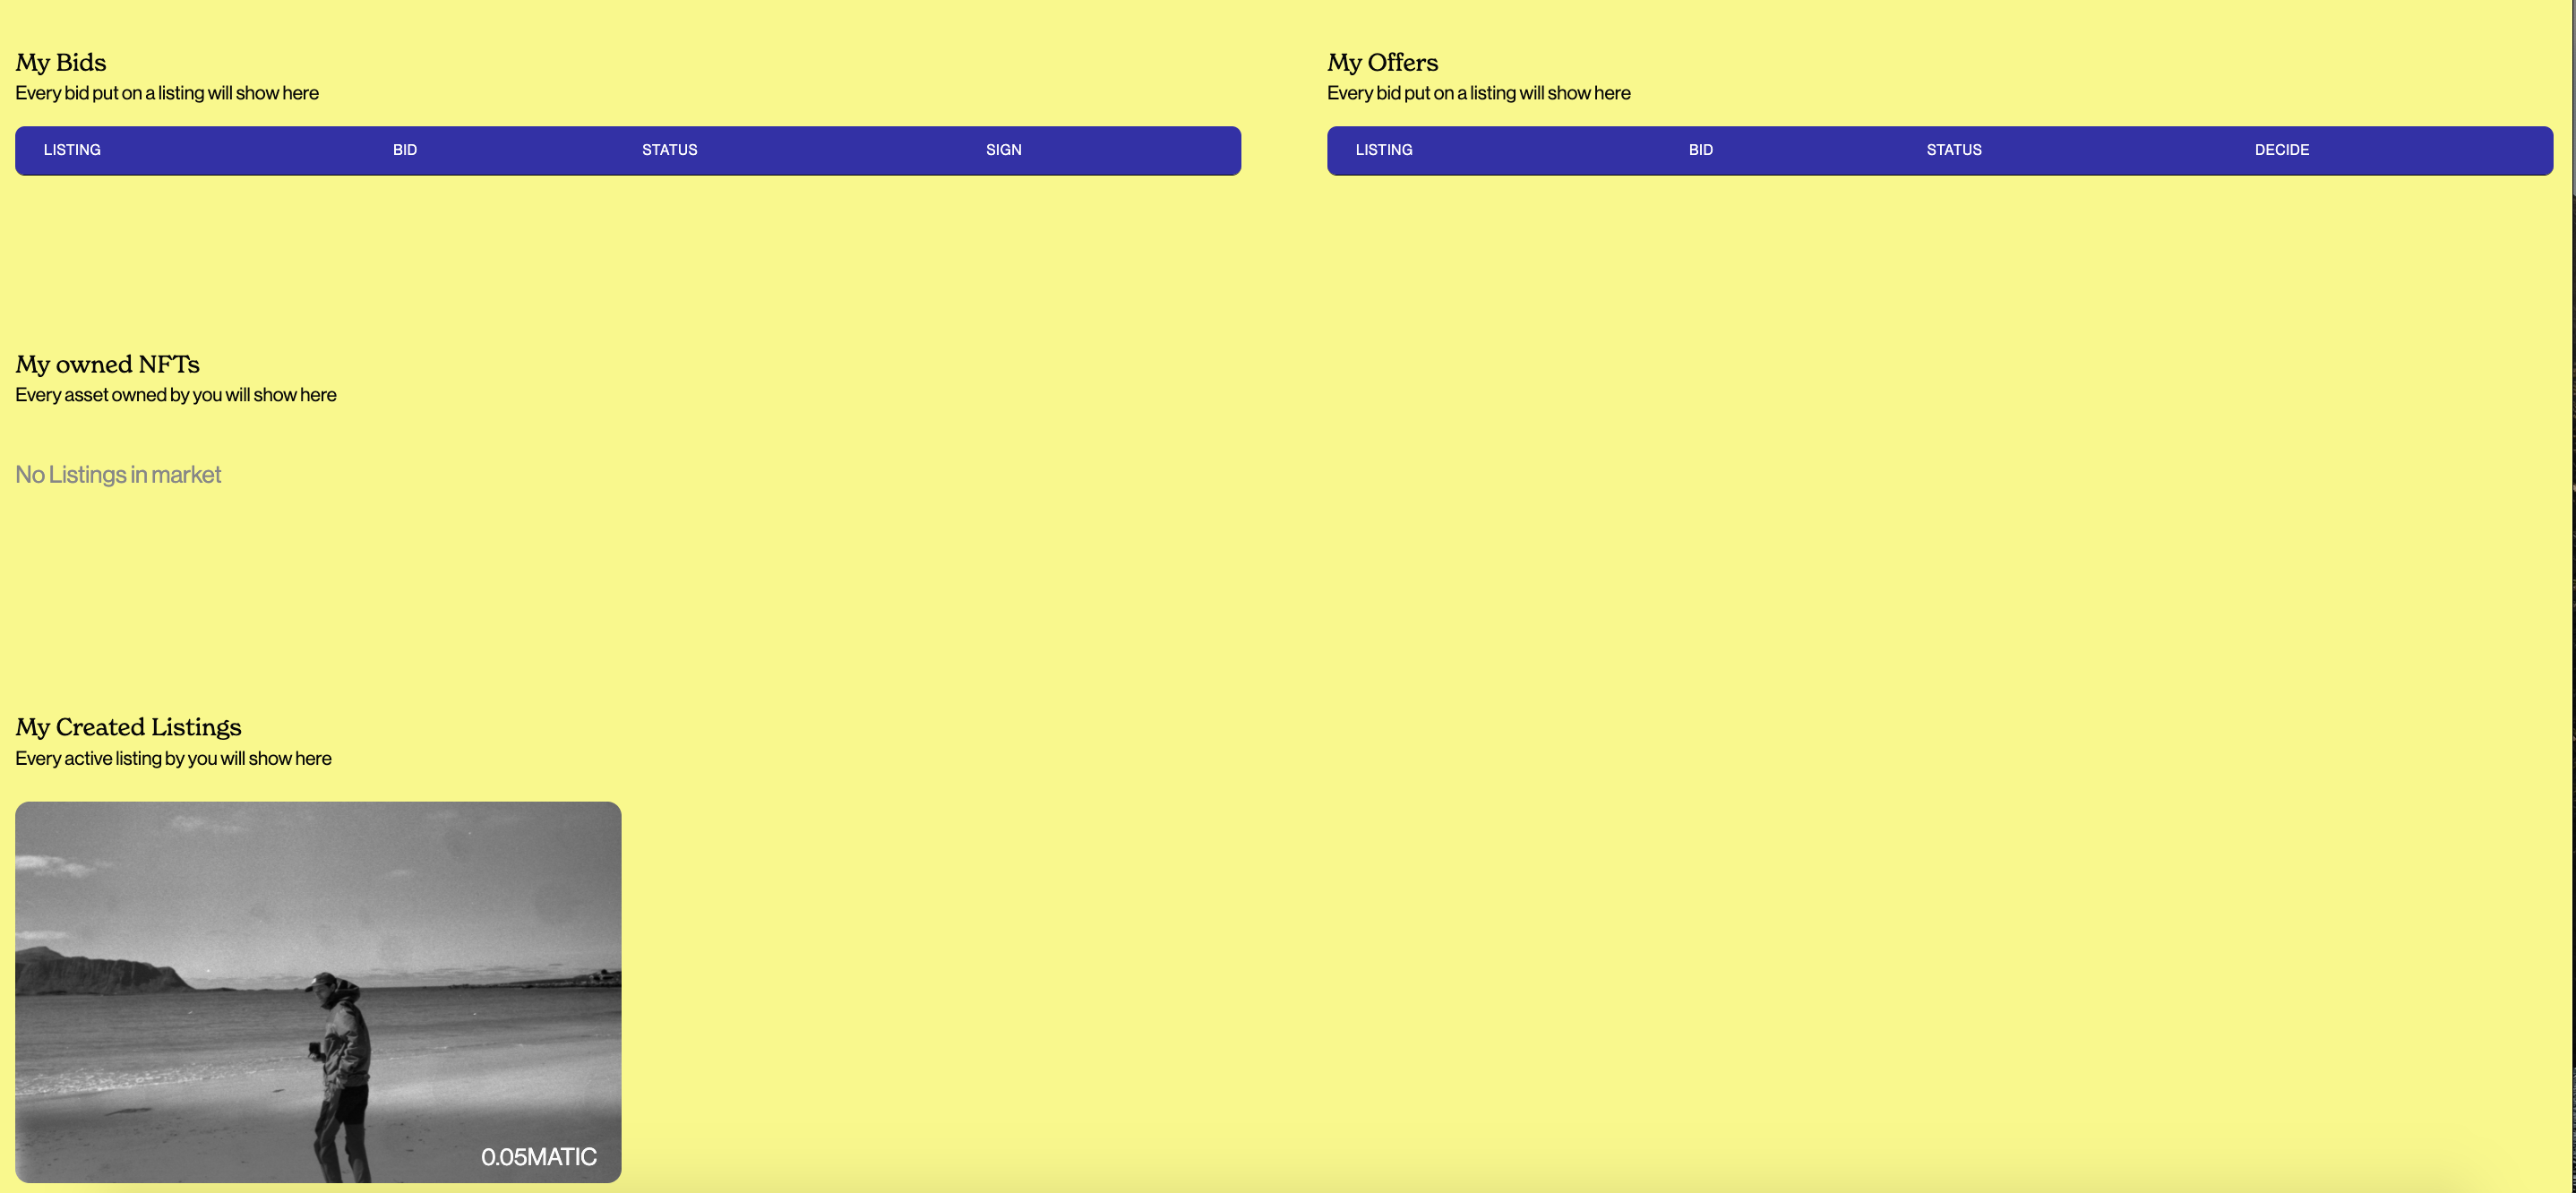 My Bids
Every bid put on a listing will show here
LISTING BID STATUS SIGN
My Offers
Every bid put on a listing will show here
LISTING BID STATUS DECIDE
My owned NFTs
Every asset owned by you will show here
No Listings in market
My Created Listings
Every active listing by you will show here
0.05MATIC